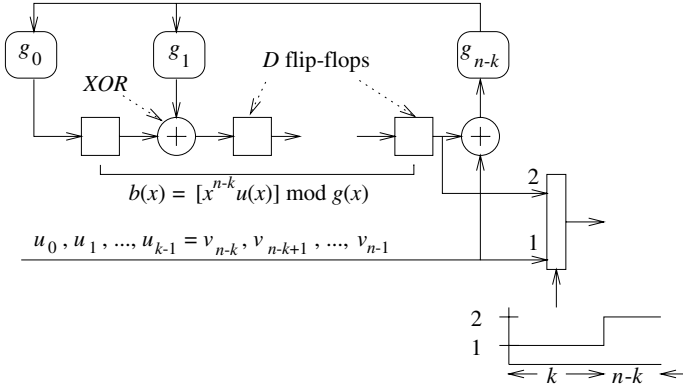 g₀ g₁ gₙ₋ₖ
XOR D flip-flops
+ +
b(x) = [xⁿ⁻ᵏu(x)] mod g(x)
2
u₀ , u₁ , ..., uₖ₋₁ = vₙ₋ₖ, vₙ₋ₖ₊₁ , ..., vₙ₋₁ 1
2
1
k n-k